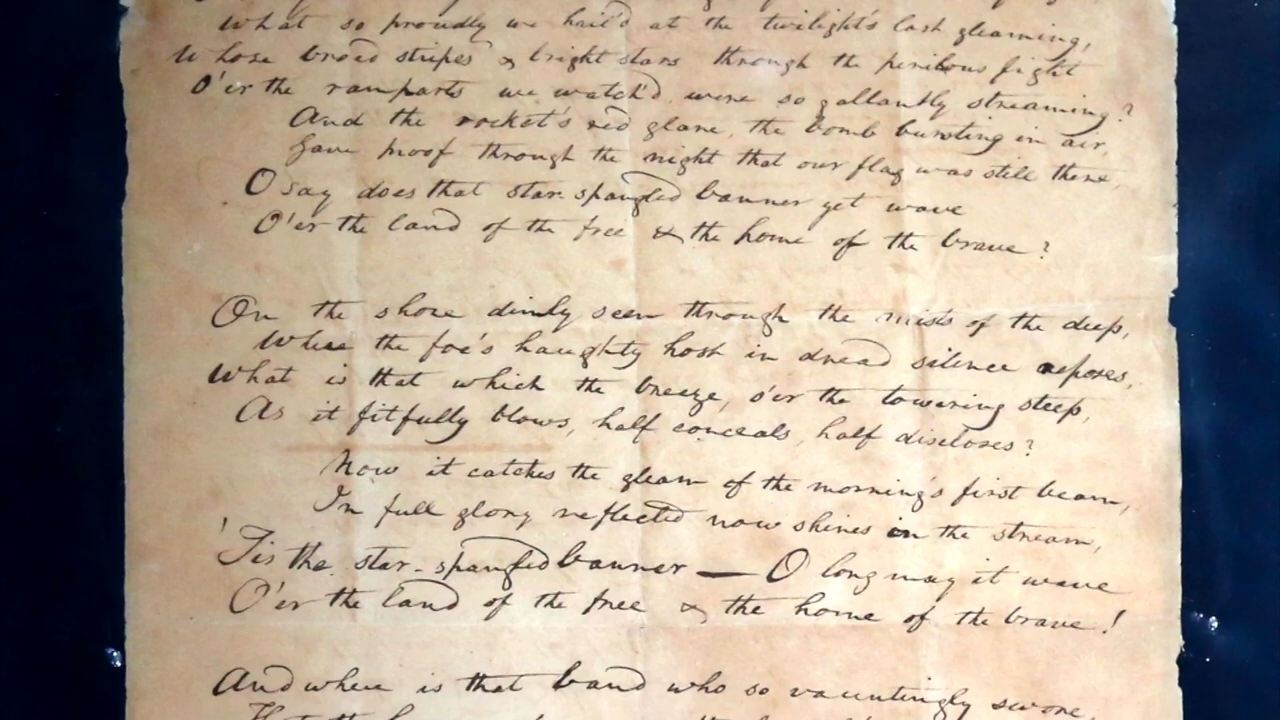 What so proudly we hail'd at the twilight's last gleaming,
Whose broad stripes & bright stars through the perilous fight
O'er the ramparts we watch'd, were so gallantly streaming?
And the rocket's red glare, the bomb bursting in air,
Gave proof through the night that our flag was still there,
O say does that star-spangled banner yet wave
O'er the land of the free & the home of the brave?
On the shore dimly seen through the mists of the deep,
Where the foe's haughty host in dread silence reposes,
What is that which the breeze, o'er the towering steep,
As it fitfully blows, half conceals, half discloses?
Now it catches the gleam of the morning's first beam,
In full glory reflected now shines in the stream,
'Tis the star-spangled banner — O long may it wave
O'er the land of the free & the home of the brave!
And where is that band who so vauntingly swore,